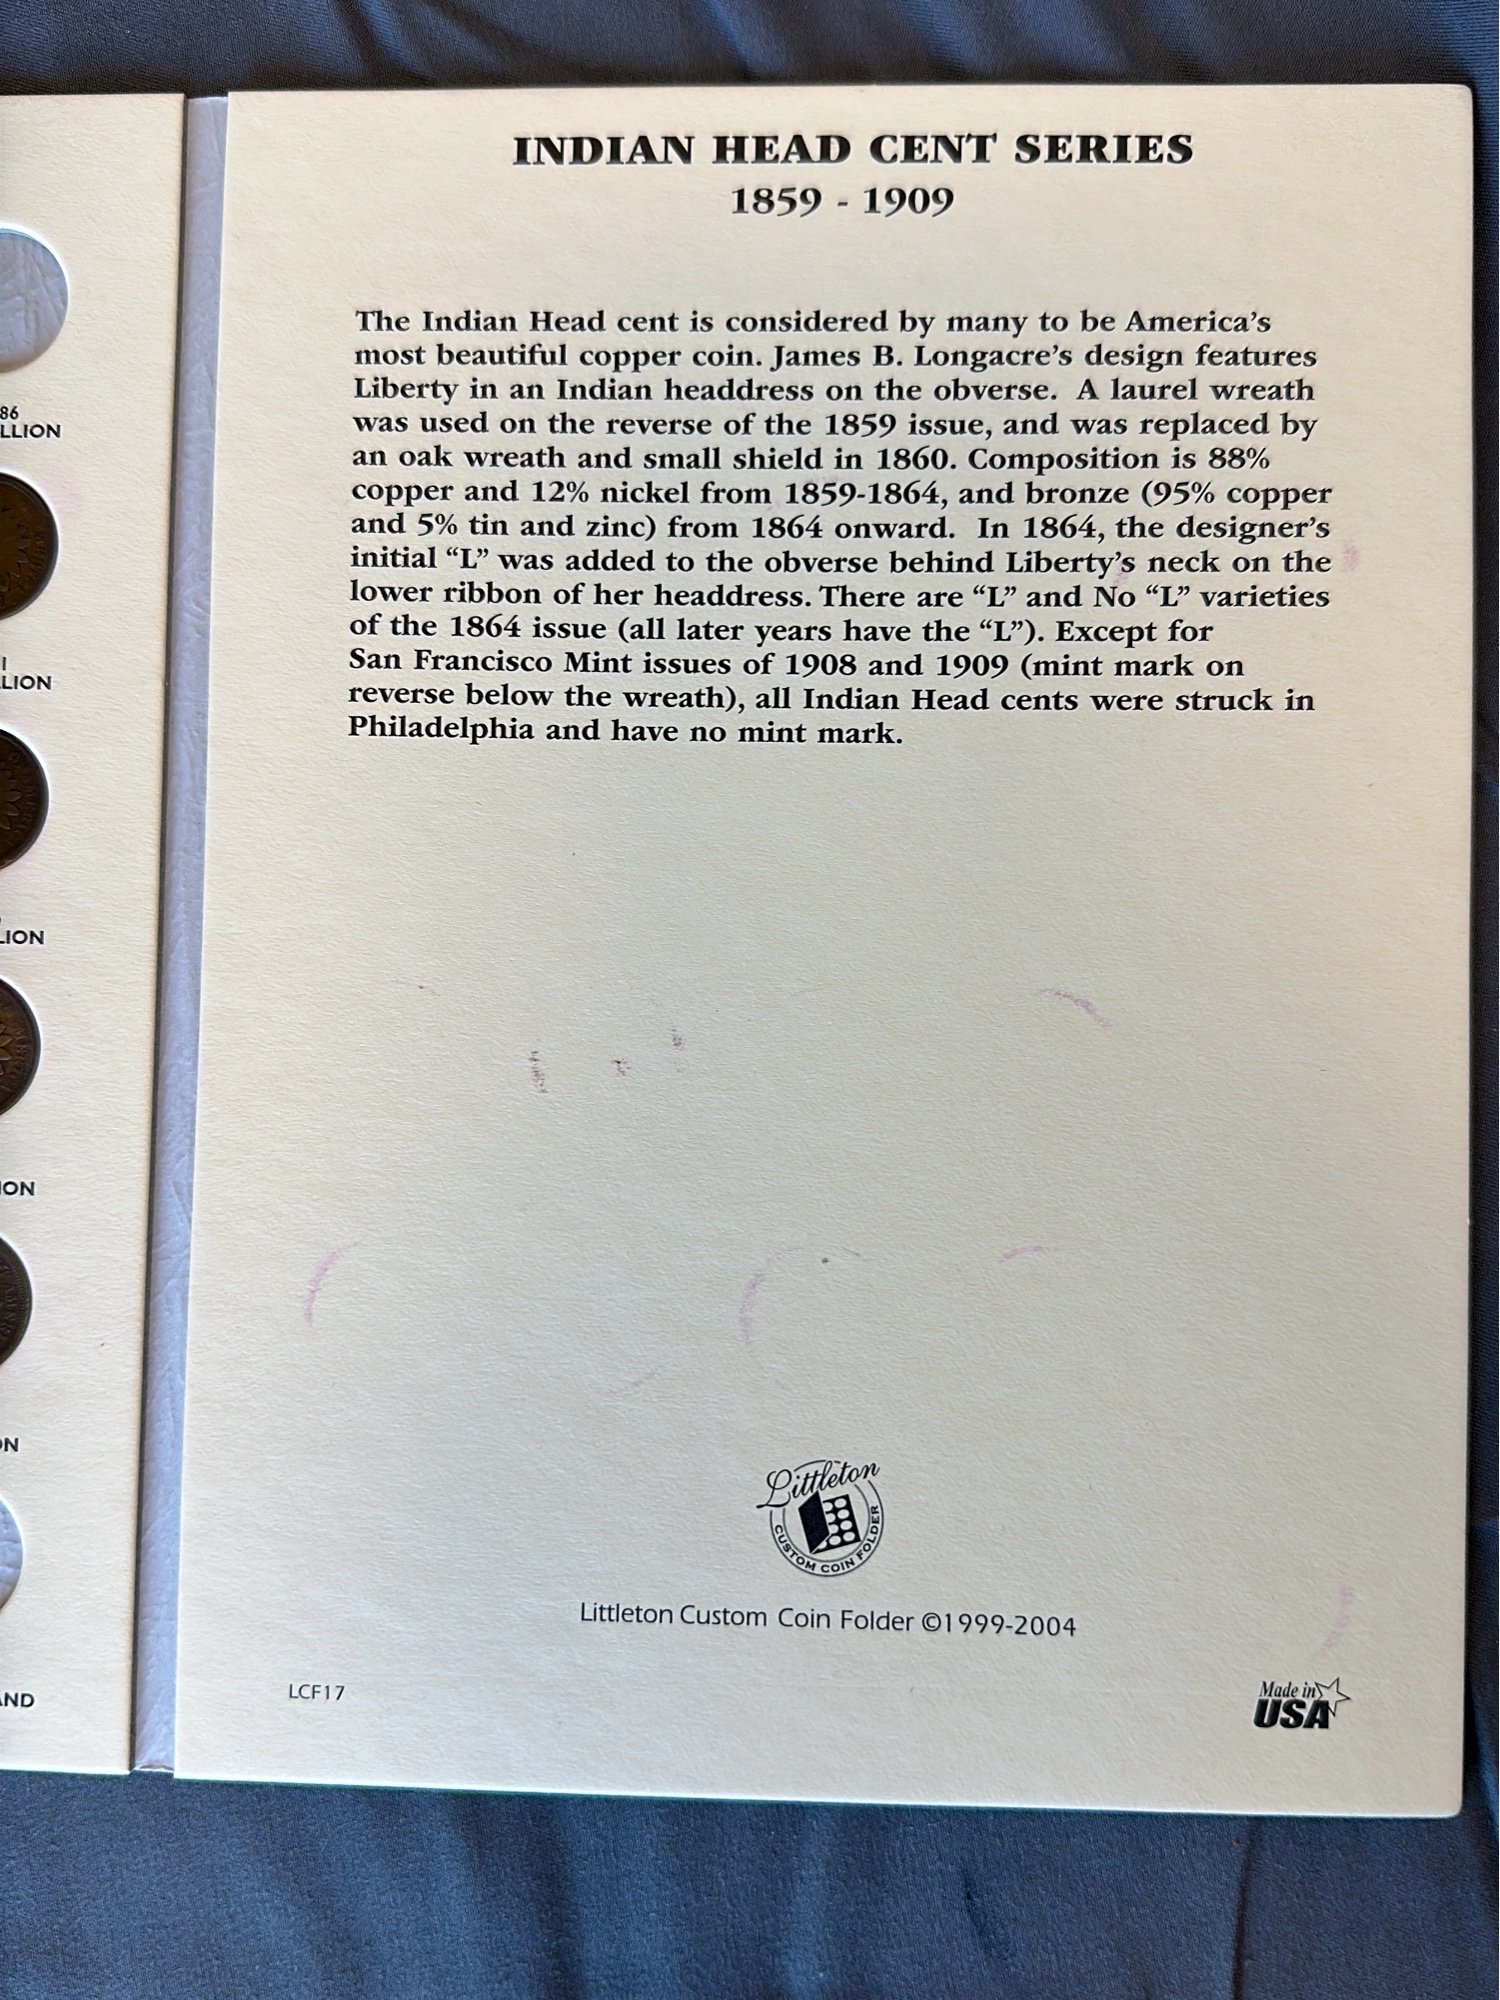 INDIAN HEAD CENT SERIES
1859 - 1909
The Indian Head cent is considered by many to be America's
most beautiful copper coin. James B. Longacre's design features
Liberty in an Indian headdress on the obverse. A laurel wreath
was used on the reverse of the 1859 issue, and was replaced by
an oak wreath and small shield in 1860. Composition is 88%
copper and 12% nickel from 1859-1864, and bronze (95% copper
and 5% tin and zinc) from 1864 onward. In 1864, the designer's
initial “L” was added to the obverse behind Liberty's neck on the
lower ribbon of her headdress. There are “L” and No “L” varieties
of the 1864 issue (all later years have the “L”). Except for
San Francisco Mint issues of 1908 and 1909 (mint mark on
reverse below the wreath), all Indian Head cents were struck in
Philadelphia and have no mint mark.
86
LLION
LION
LION
ION
ON
AND
Littleton
CUSTOM COIN FOLDER
Littleton Custom Coin Folder ©1999-2004
LCF17
Made in
USA